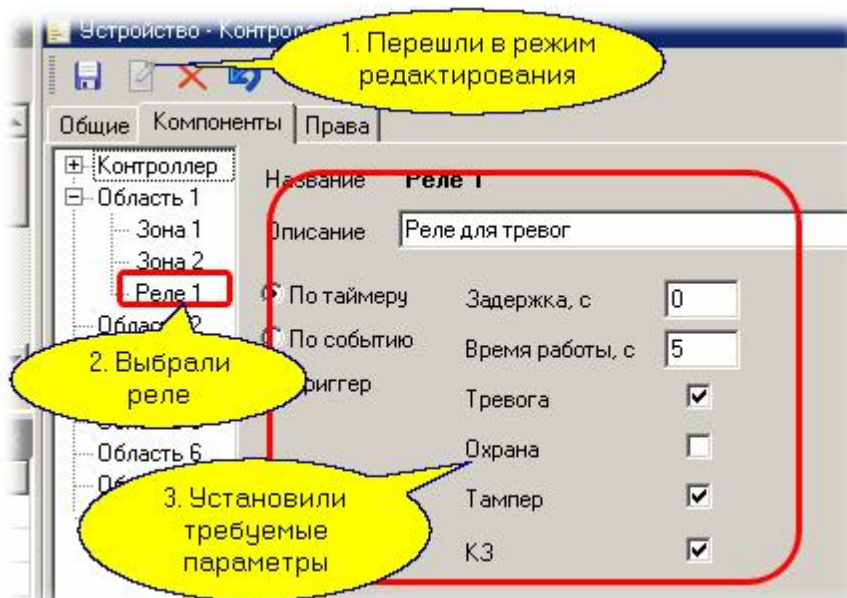 Устройство - Контрол
1. Перешли в режим
редактирования
Общие
Компоненты
Права
Контроллер
Область 1
Зона 1
Зона 2
Реле 1
Название
Реле 1
Описание
Реле для тревог
По таймеру
Задержка, с
0
По событию
Время работы, с
5
2. Выбрали
реле
Тревога
Охрана
Область 6
3. Установили
требуемые
параметры
Тампер
КЗ